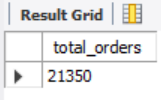 Result Grid
total_orders
21350